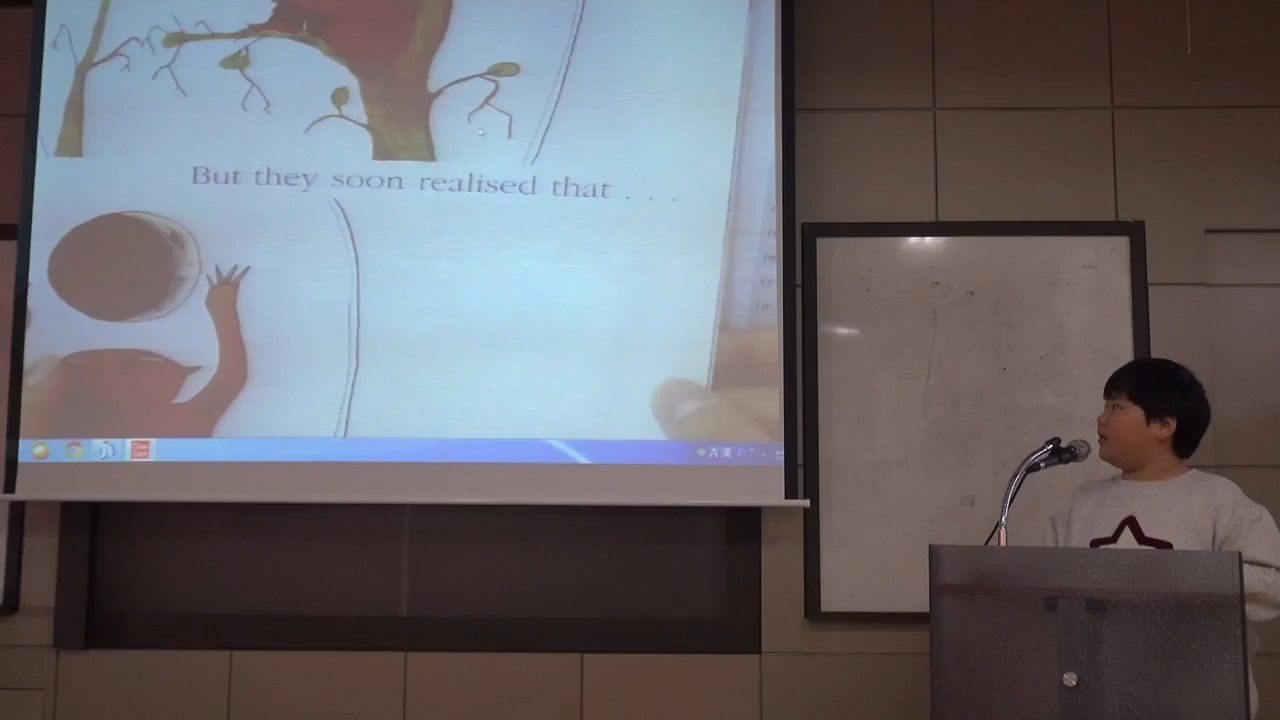 But they soon realised that . . .
A